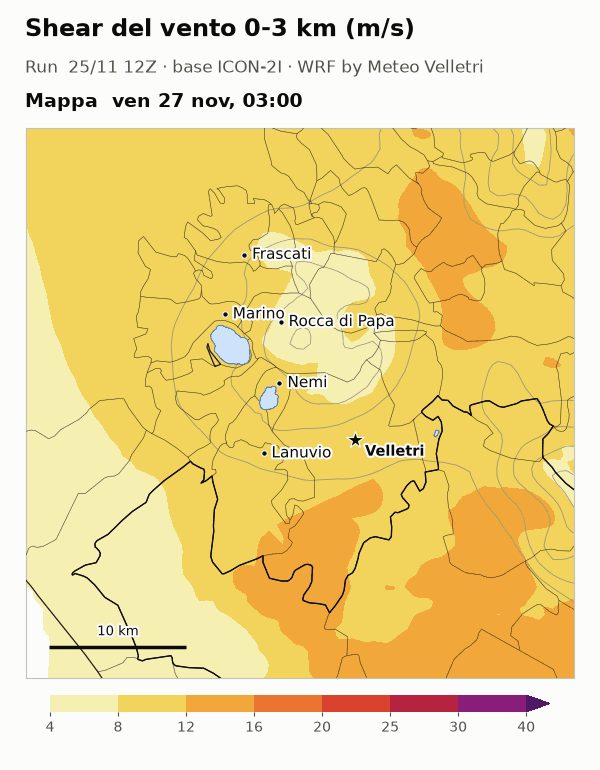 Shear del vento 0-3 km (m/s)
Run  25/11 12Z · base ICON-2I · WRF by Meteo Velletri
Mappa  ven 27 nov, 03:00
Frascati
Marino
Rocca di Papa
Nemi
Velletri
Lanuvio
10 km
4 8 12 16 20 25 30 40